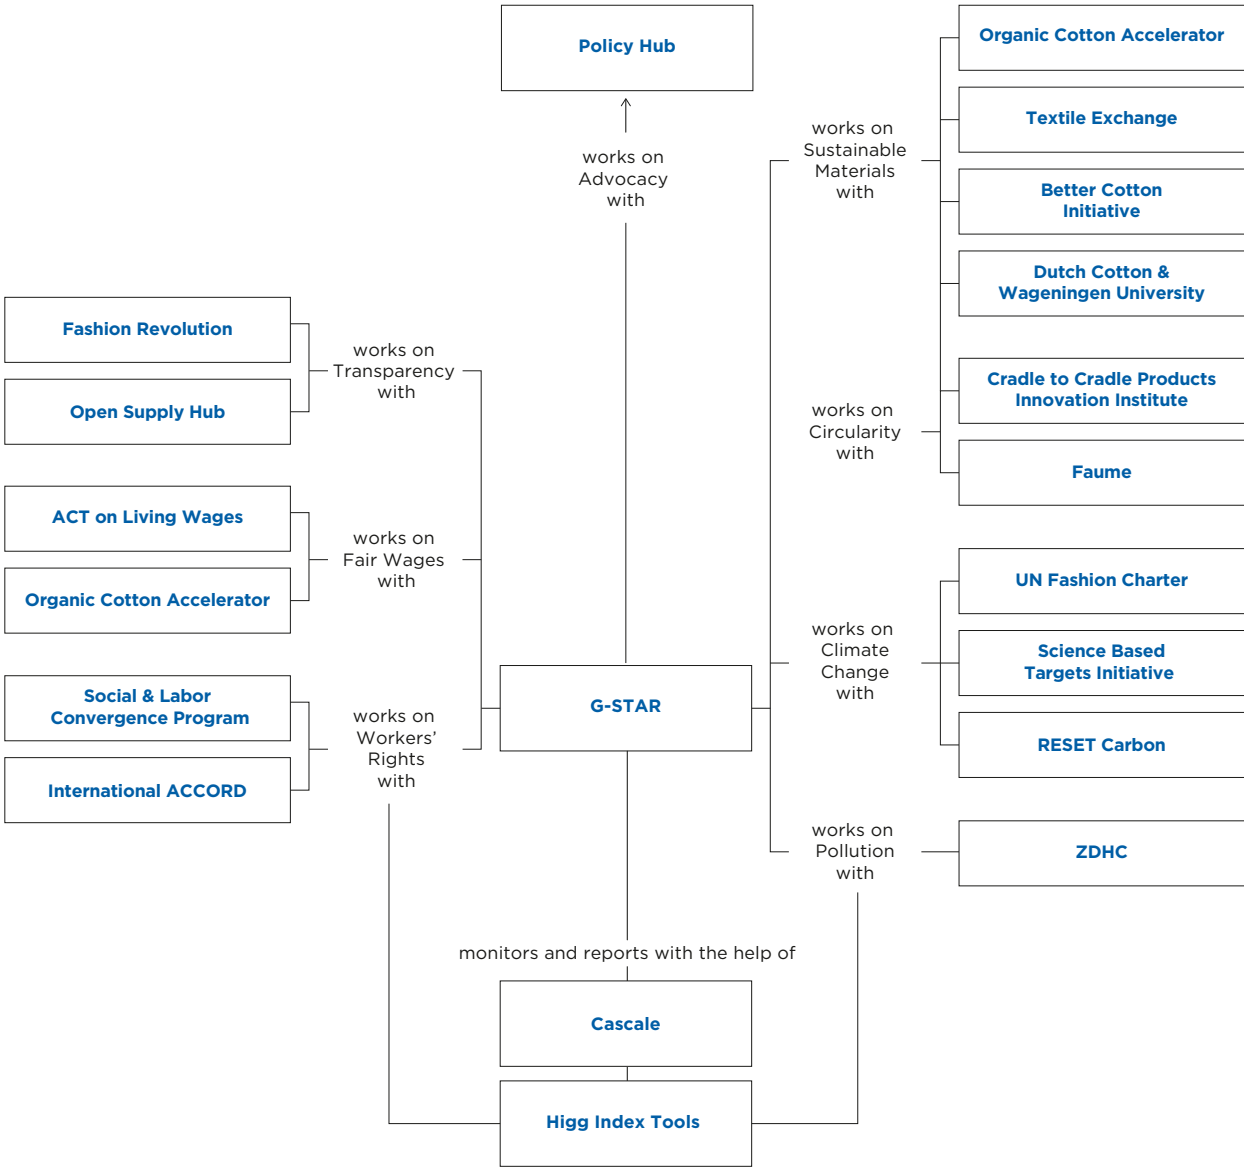 Policy Hub
works on
Advocacy
with
works on
Sustainable
Materials
with
Organic Cotton Accelerator
Textile Exchange
Better Cotton
Initiative
Dutch Cotton &
Wageningen University
works on
Circularity
with
Cradle to Cradle Products
Innovation Institute
Faume
Fashion Revolution
Open Supply Hub
works on
Transparency
with
ACT on Living Wages
Organic Cotton Accelerator
works on
Fair Wages
with
Social & Labor
Convergence Program
International ACCORD
works on
Workers’
Rights
with
G-STAR
works on
Climate
Change
with
UN Fashion Charter
Science Based
Targets Initiative
RESET Carbon
works on
Pollution
with
ZDHC
monitors and reports with the help of
Cascale
Higg Index Tools